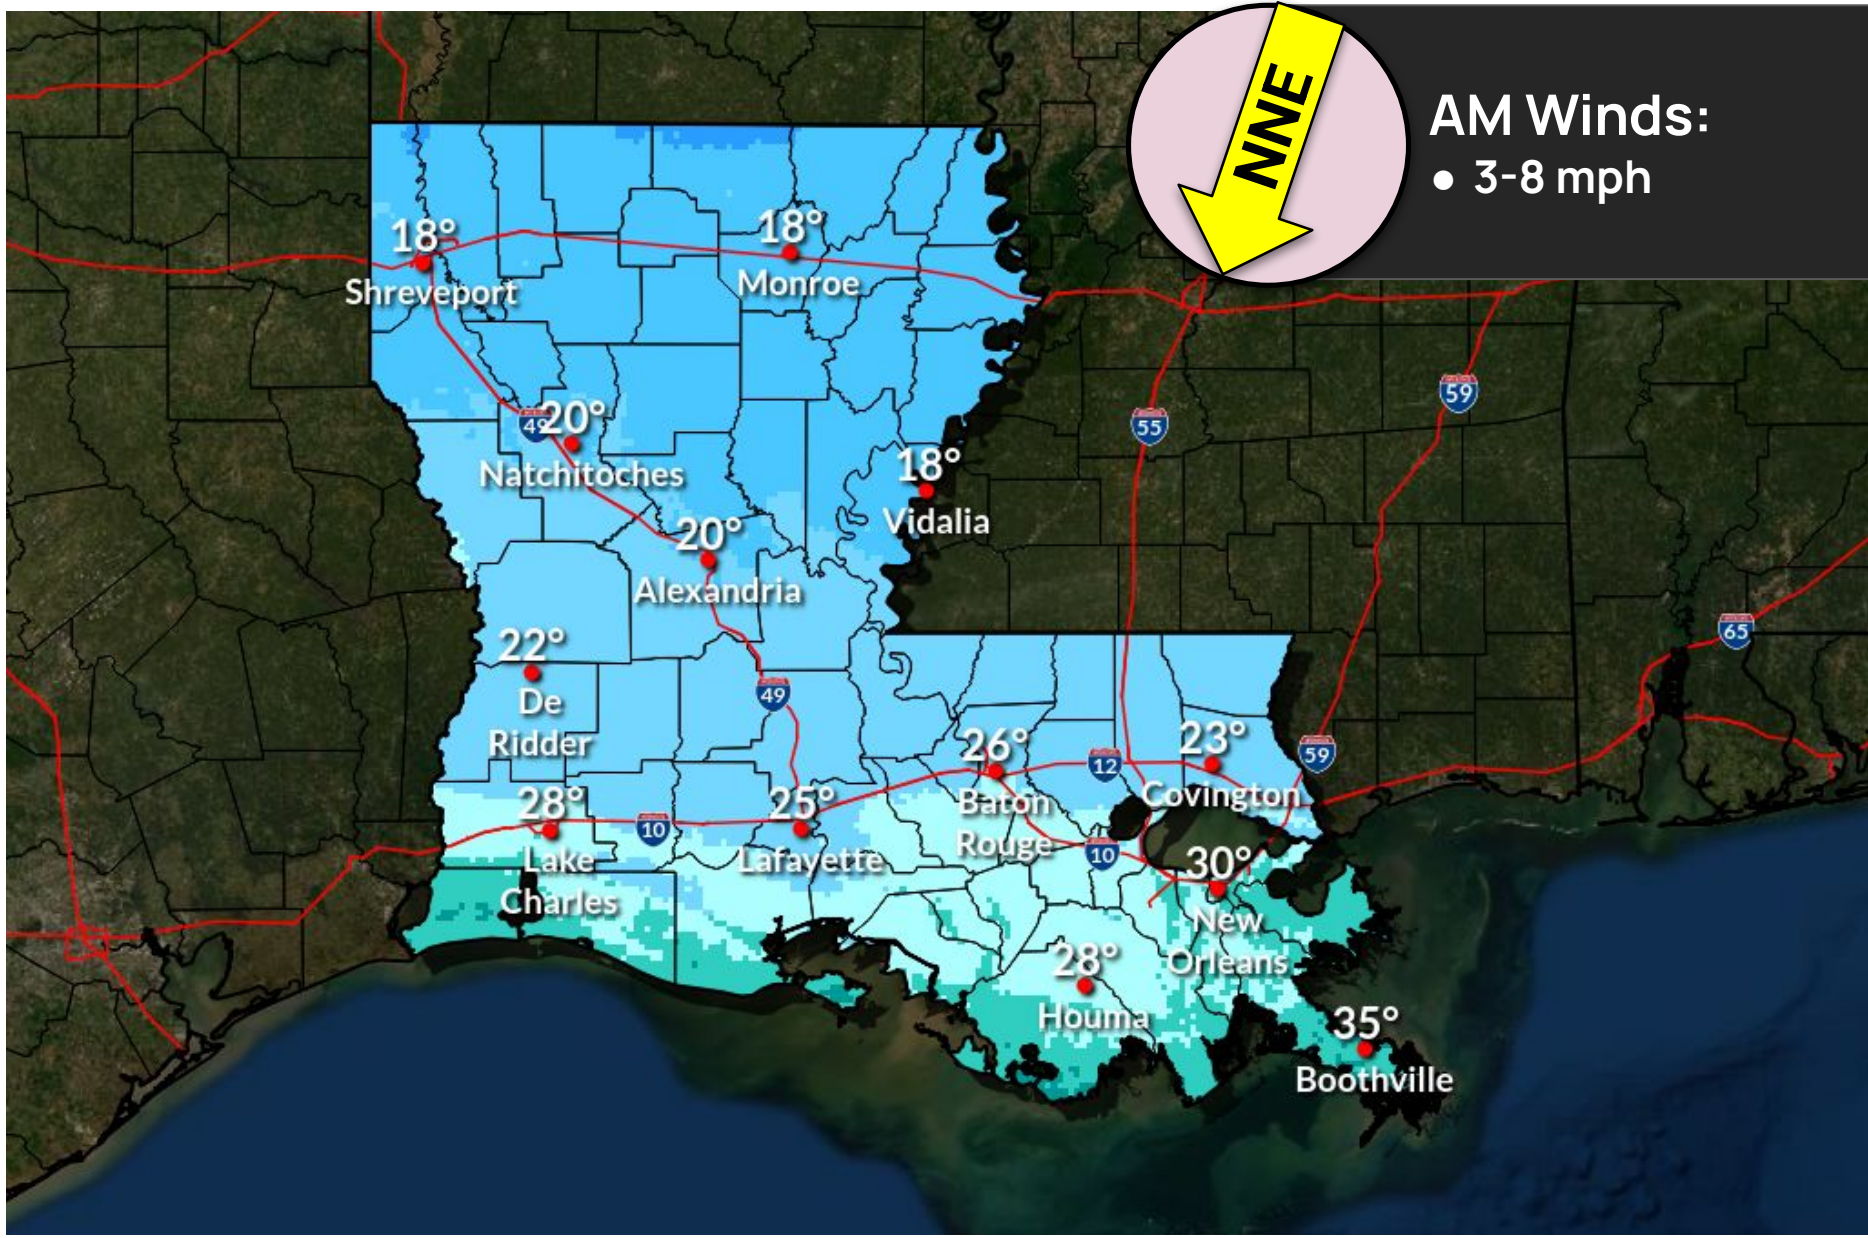 NNE
AM Winds:
● 3-8 mph
18°
Shreveport
18°
Monroe
49
20°
Natchitoches
55
59
18°
Vidalia
20°
Alexandria
65
22°
De
Ridder
49
26°
Baton
Rouge
12
23°
Covington
59
28°
Lake
Charles
10
25°
Lafayette
10
30°
New
Orleans
28°
Houma
35°
Boothville